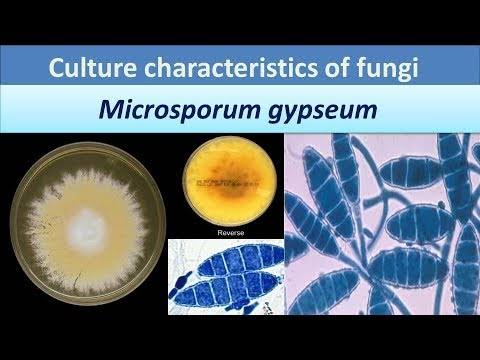 Culture characteristics of fungi
Microsporum gypseum
Reverse